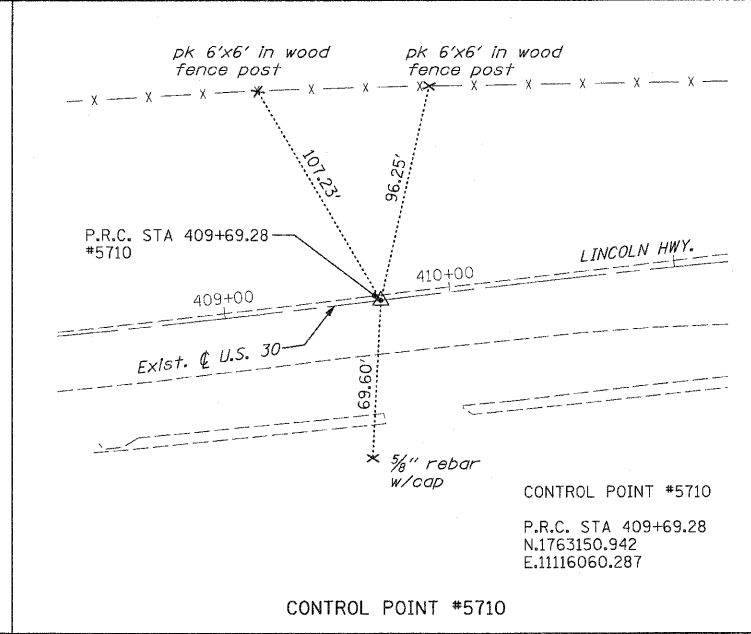 pk 6'x6' in wood
fence post
pk 6'x6' in wood
fence post
107.23'
96.25'
P.R.C. STA 409+69.28
#5710
LINCOLN HWY.
409+00
410+00
Exist. ℄ U.S. 30
69.60'
5/8" rebar
w/cap
CONTROL POINT #5710
P.R.C. STA 409+69.28
N.1763150.942
E.11116060.287
CONTROL POINT #5710